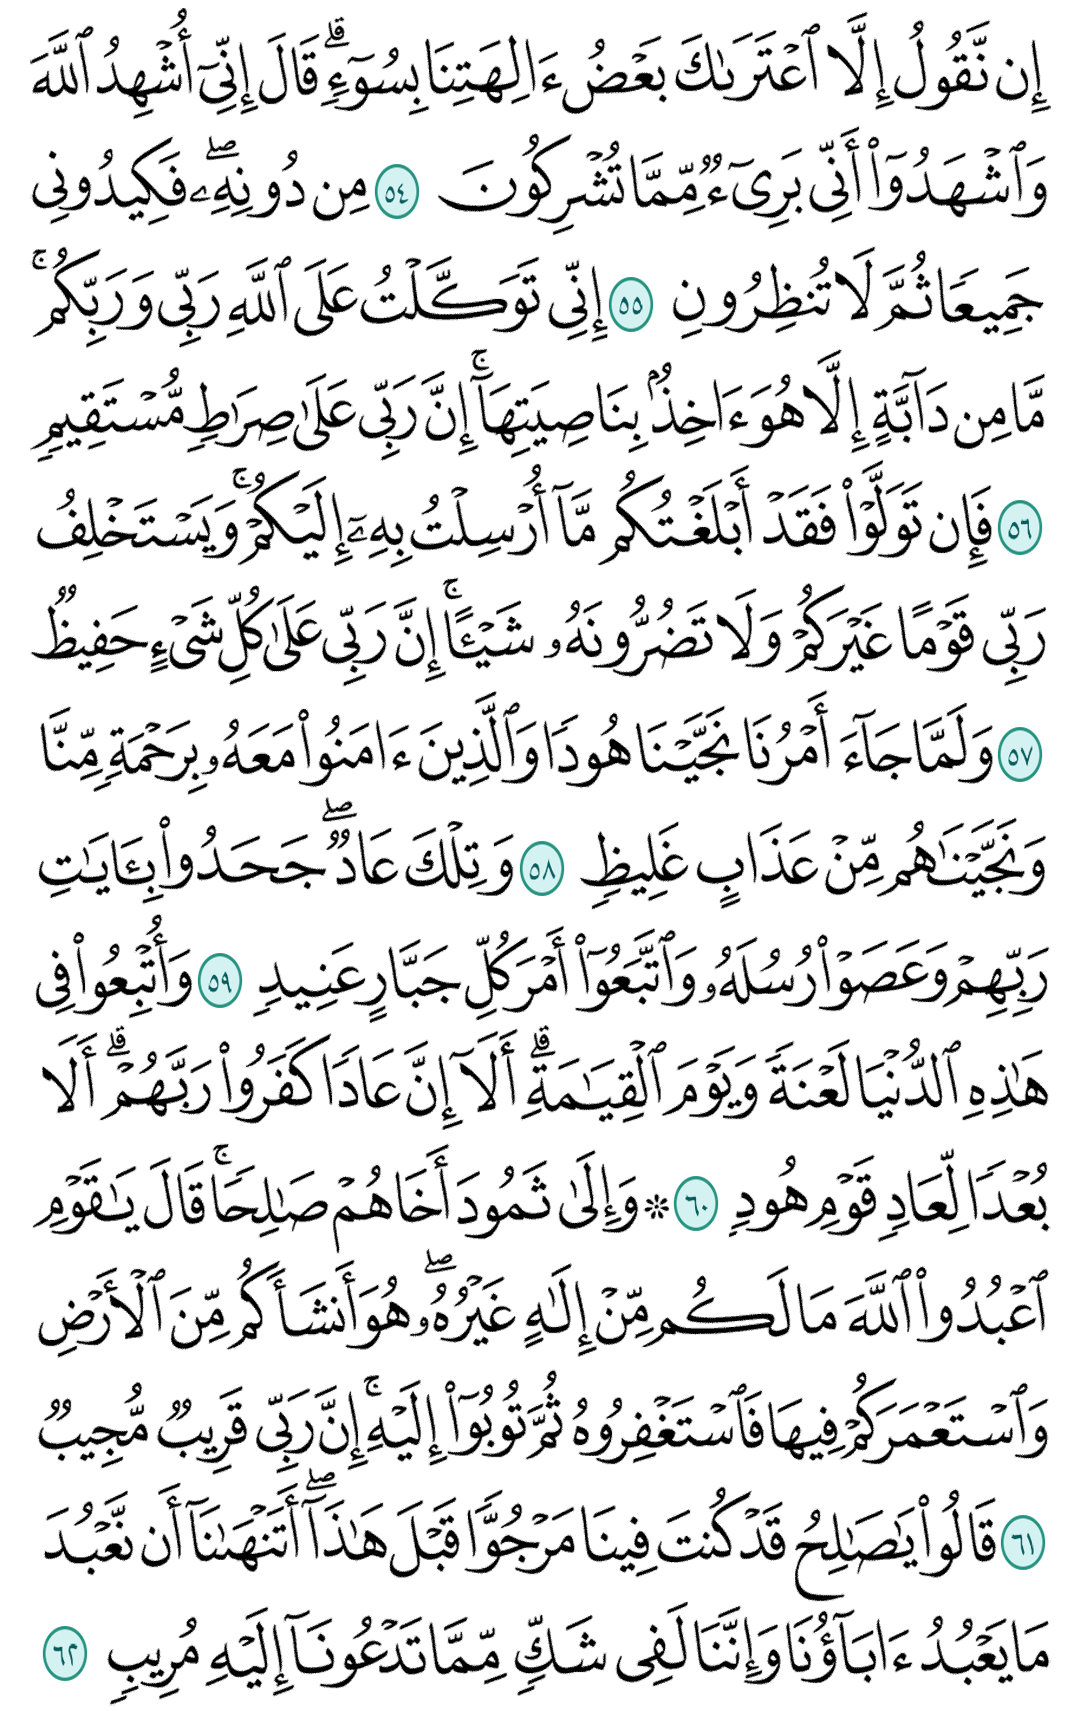 إِن نَّقُولُ إِلَّا ٱعْتَرَىٰكَ بَعْضُ ءَالِهَتِنَا بِسُوٓءٍۗ قَالَ إِنِّىٓ أُشْهِدُ ٱللَّهَ
وَٱشْهَدُوٓا۟ أَنِّى بَرِىٓءٌ مِّمَّا تُشْرِكُونَ ٥٤ مِن دُونِهِۦۖ فَكِيدُونِى
جَمِيعًا ثُمَّ لَا تُنظِرُونِ ٥٥ إِنِّى تَوَكَّلْتُ عَلَى ٱللَّهِ رَبِّى وَرَبِّكُمۚ
مَّا مِن دَآبَّةٍ إِلَّا هُوَ ءَاخِذٌۢ بِنَاصِيَتِهَآۚ إِنَّ رَبِّى عَلَىٰ صِرَٰطٍ مُّسْتَقِيمٍ
٥٦ فَإِن تَوَلَّوْا۟ فَقَدْ أَبْلَغْتُكُم مَّآ أُرْسِلْتُ بِهِۦٓ إِلَيْكُمْۚ وَيَسْتَخْلِفُ
رَبِّى قَوْمًا غَيْرَكُمْ وَلَا تَضُرُّونَهُۥ شَيْـًٔاۚ إِنَّ رَبِّى عَلَىٰ كُلِّ شَىْءٍ حَفِيظٌ
٥٧ وَلَمَّا جَآءَ أَمْرُنَا نَجَّيْنَا هُودًا وَٱلَّذِينَ ءَامَنُوا۟ مَعَهُۥ بِرَحْمَةٍ مِّنَّا
وَنَجَّيْنَٰهُم مِّنْ عَذَابٍ غَلِيظٍ ٥٨ وَتِلْكَ عَادٌۖ جَحَدُوا۟ بِـَٔايَٰتِ
رَبِّهِمْ وَعَصَوْا۟ رُسُلَهُۥ وَٱتَّبَعُوٓا۟ أَمْرَ كُلِّ جَبَّارٍ عَنِيدٍ ٥٩ وَأُتْبِعُوا۟ فِى
هَٰذِهِ ٱلدُّنْيَا لَعْنَةً وَيَوْمَ ٱلْقِيَٰمَةِۗ أَلَآ إِنَّ عَادًا كَفَرُوا۟ رَبَّهُمْۗ أَلَا
بُعْدًا لِّعَادٍ قَوْمِ هُودٍ ٦٠ ۞ وَإِلَىٰ ثَمُودَ أَخَاهُمْ صَٰلِحًاۚ قَالَ يَٰقَوْمِ
ٱعْبُدُوا۟ ٱللَّهَ مَا لَكُم مِّنْ إِلَٰهٍ غَيْرُهُۥۖ هُوَ أَنشَأَكُم مِّنَ ٱلْأَرْضِ
وَٱسْتَعْمَرَكُمْ فِيهَا فَٱسْتَغْفِرُوهُ ثُمَّ تُوبُوٓا۟ إِلَيْهِۚ إِنَّ رَبِّى قَرِيبٌ مُّجِيبٌ
٦١ قَالُوا۟ يَٰصَٰلِحُ قَدْ كُنتَ فِينَا مَرْجُوًّا قَبْلَ هَٰذَآۖ أَتَنْهَىٰنَآ أَن نَّعْبُدَ
مَا يَعْبُدُ ءَابَآؤُنَا وَإِنَّنَا لَفِى شَكٍّ مِّمَّا تَدْعُونَآ إِلَيْهِ مُرِيبٍ ٦٢